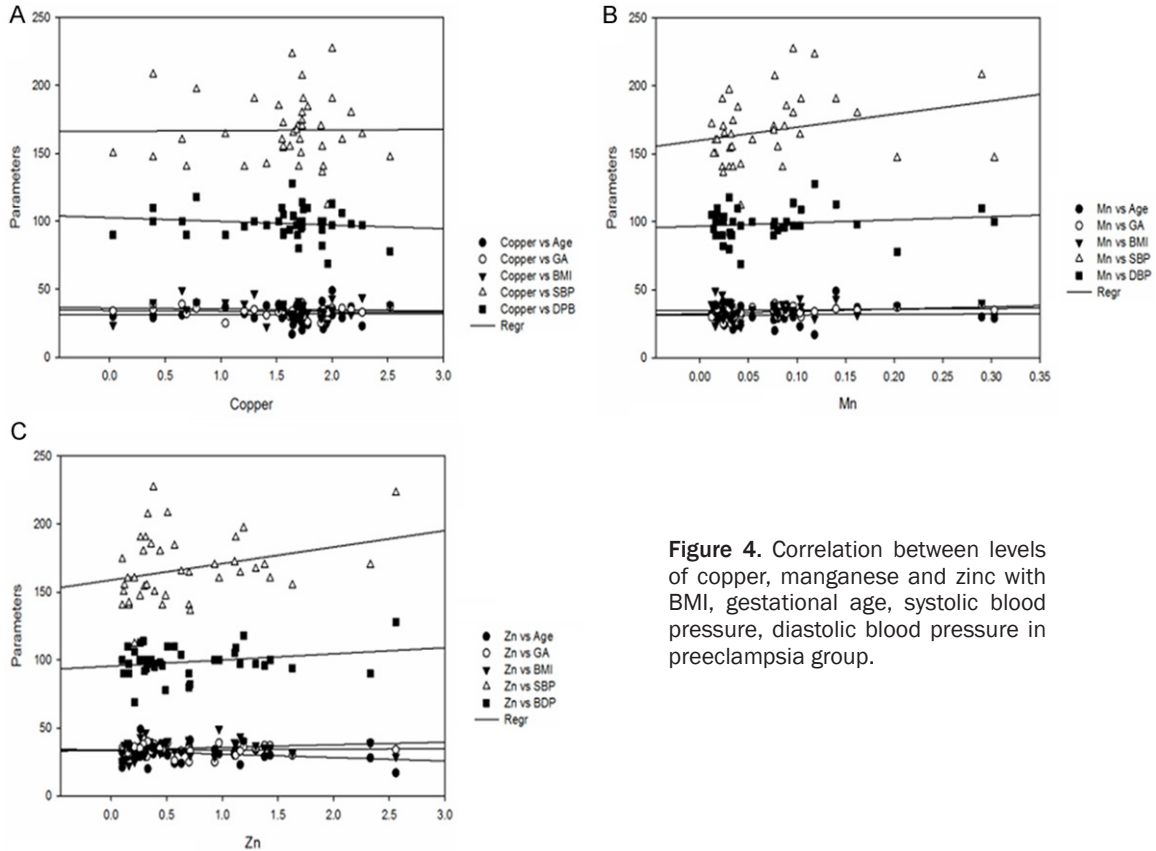 A
250
200
150
100
50
0
Parameters
0.0 0.5 1.0 1.5 2.0 2.5 3.0
Copper
Copper vs Age
Copper vs GA
Copper vs BMI
Copper vs SBP
Copper vs DPB
Regr
B
250
200
150
100
50
0
Parameters
0.00 0.05 0.10 0.15 0.20 0.25 0.30 0.35
Mn
Mn vs Age
Mn vs GA
Mn vs BMI
Mn vs SBP
Mn vs DBP
Regr
C
250
200
150
100
50
0
Parameters
0.0 0.5 1.0 1.5 2.0 2.5 3.0
Zn
Zn vs Age
Zn vs GA
Zn vs BMI
Zn vs SBP
Zn vs BDP
Regr
Figure 4. Correlation between levels
of copper, manganese and zinc with
BMI, gestational age, systolic blood
pressure, diastolic blood pressure in
preeclampsia group.